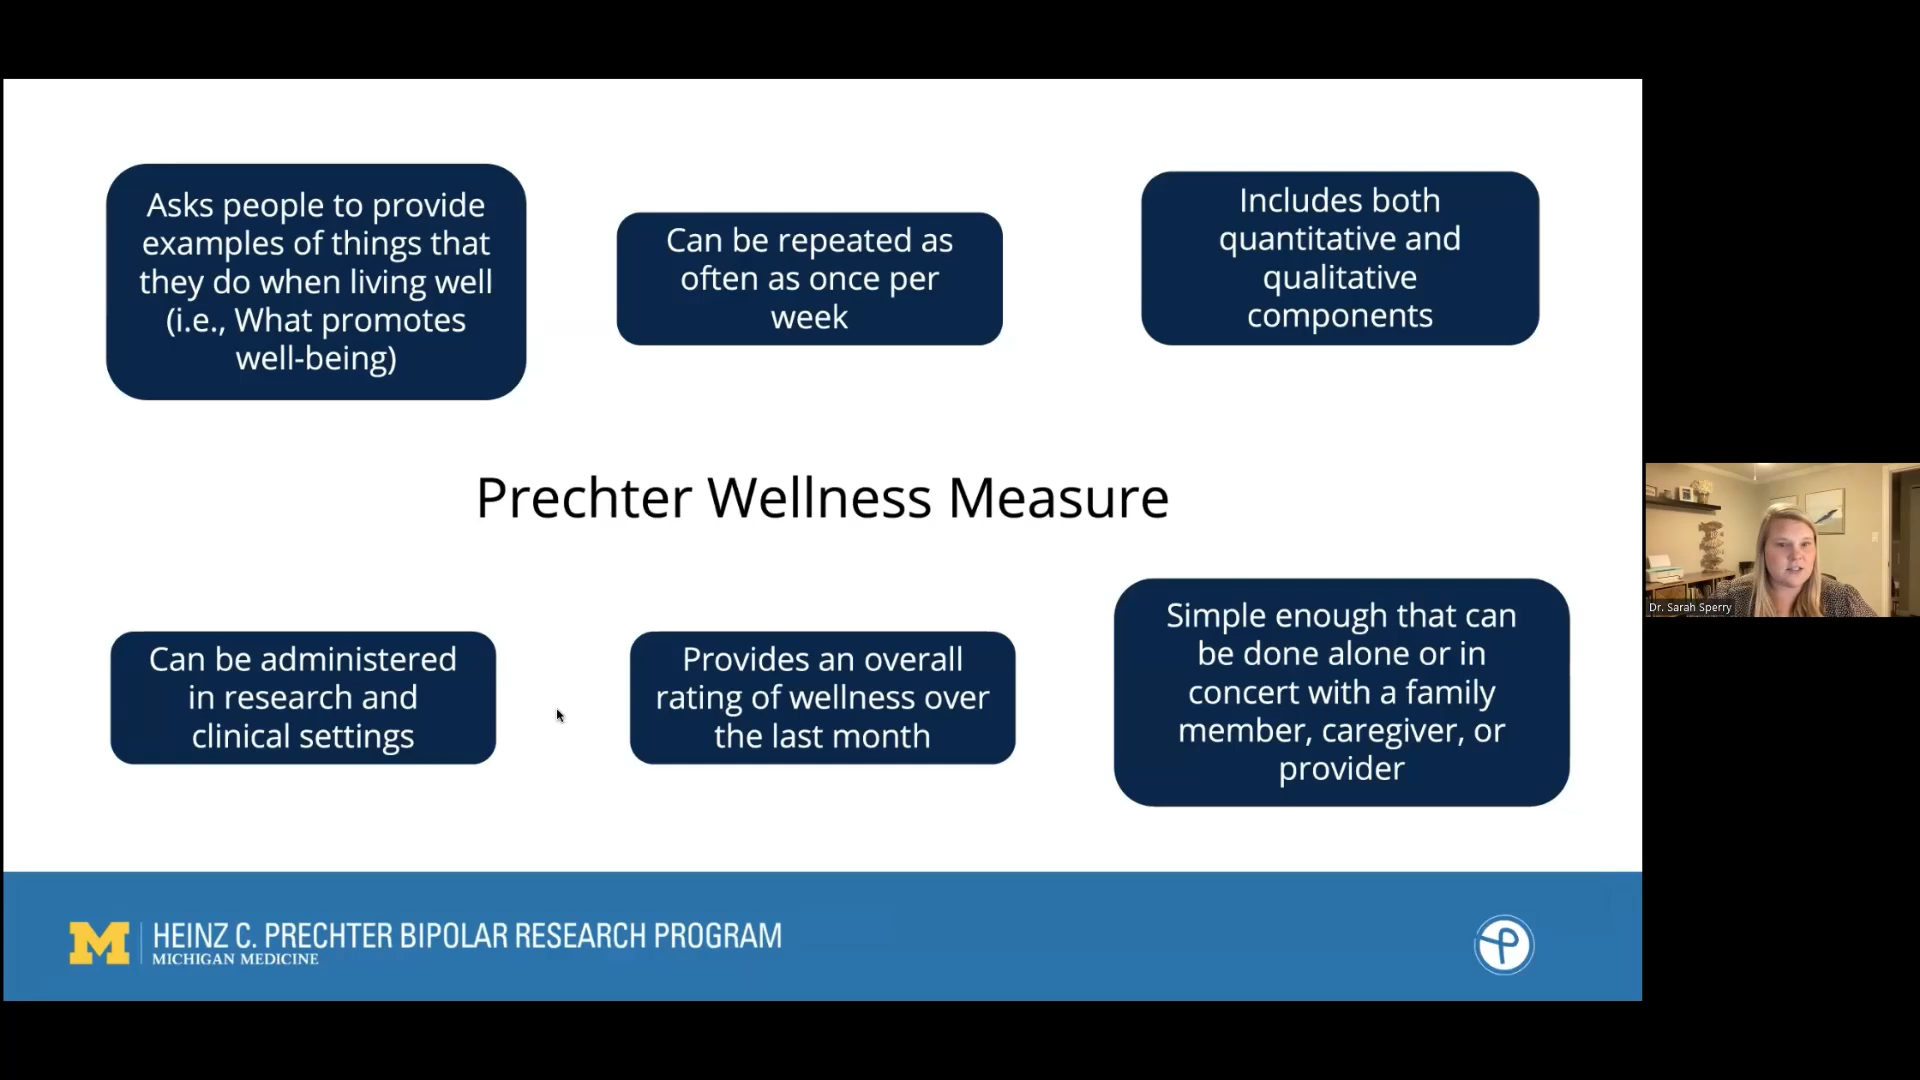 Asks people to provide
examples of things that
they do when living well
(i.e., What promotes
well-being)
Can be repeated as
often as once per
week
Includes both
quantitative and
qualitative
components
Prechter Wellness Measure
Can be administered
in research and
clinical settings
Provides an overall
rating of wellness over
the last month
Simple enough that can
be done alone or in
concert with a family
member, caregiver, or
provider
Dr. Sarah Sperry
M
HEINZ C. PRECHTER BIPOLAR RESEARCH PROGRAM
MICHIGAN MEDICINE
P